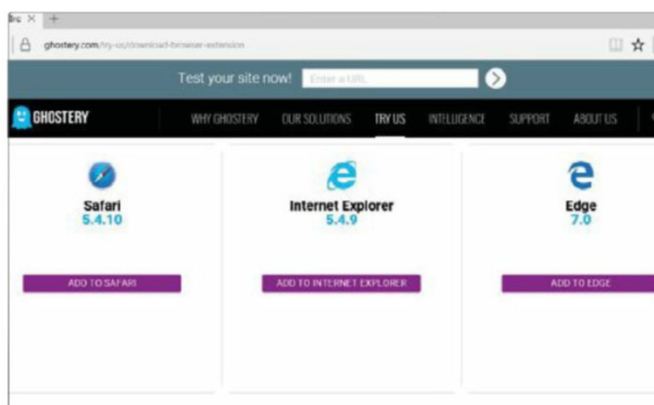 ghostery.com/try-us/download-browser-extension
Test your site now! Enter a URL
GHOSTERY WHY GHOSTERY OUR SOLUTIONS TRY US INTELLIGENCE SUPPORT ABOUT US
Safari Internet Explorer Edge
5.4.10 5.4.9 7.0
ADD TO SAFARI ADD TO INTERNET EXPLORER ADD TO EDGE